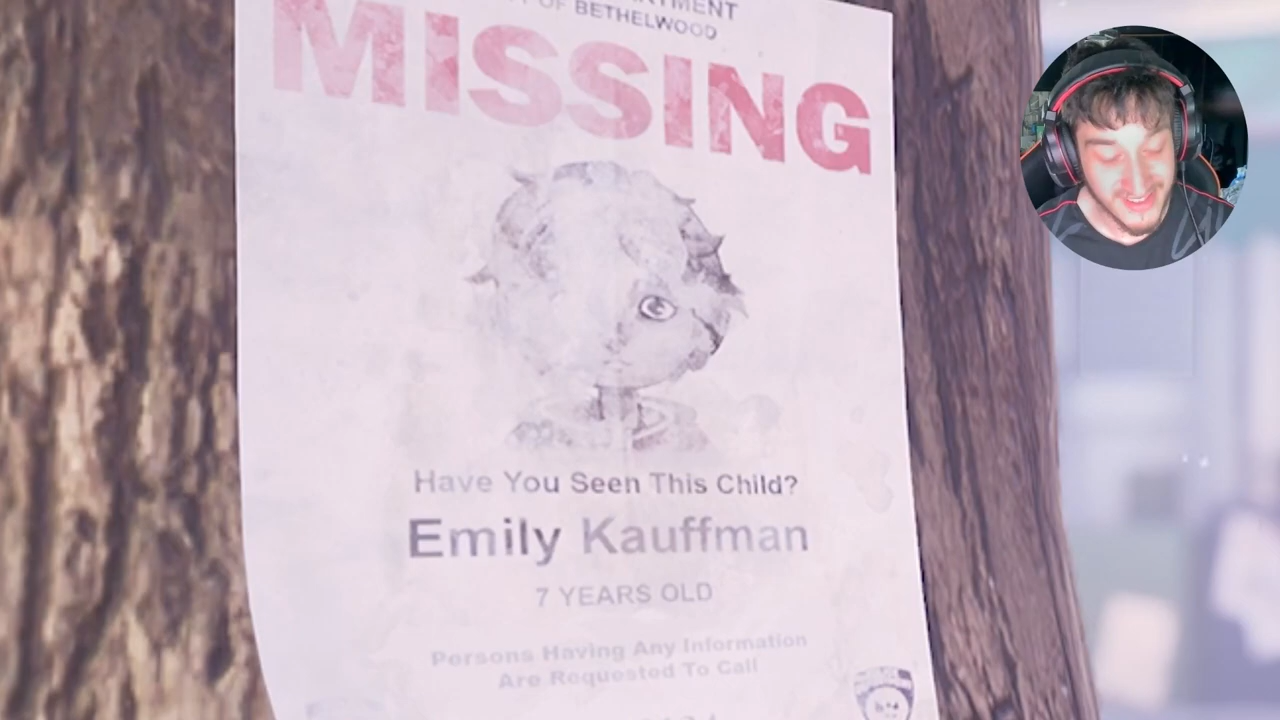 OF BETHELWOOD
MISSING
Have You Seen This Child?
Emily Kauffman
7 YEARS OLD
Persons Having Any Information
Are Requested To Call